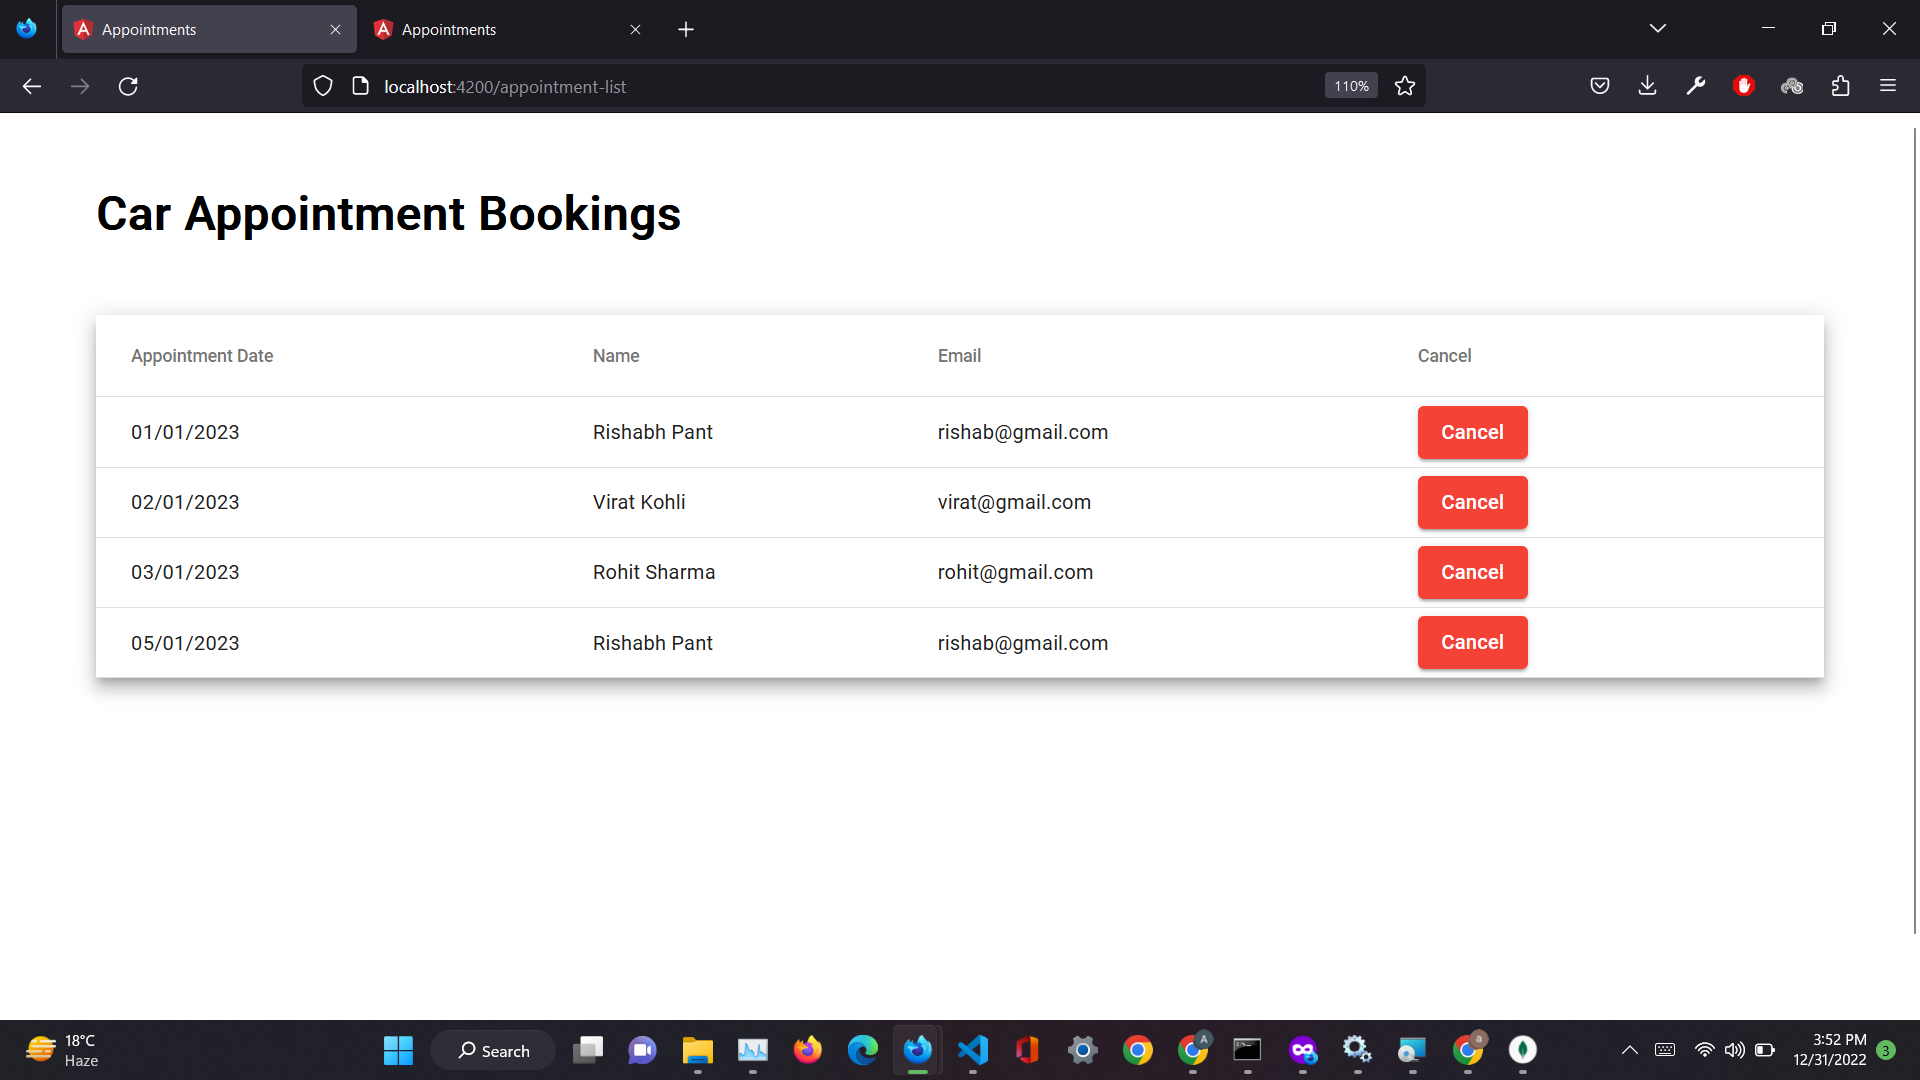 Appointments
Appointments
localhost:4200/appointment-list
110%
Car Appointment Bookings
Appointment Date Name Email Cancel
01/01/2023 Rishabh Pant rishab@gmail.com Cancel
02/01/2023 Virat Kohli virat@gmail.com Cancel
03/01/2023 Rohit Sharma rohit@gmail.com Cancel
05/01/2023 Rishabh Pant rishab@gmail.com Cancel
18°C
Haze
Search
A
a
3:52 PM
12/31/2022
3